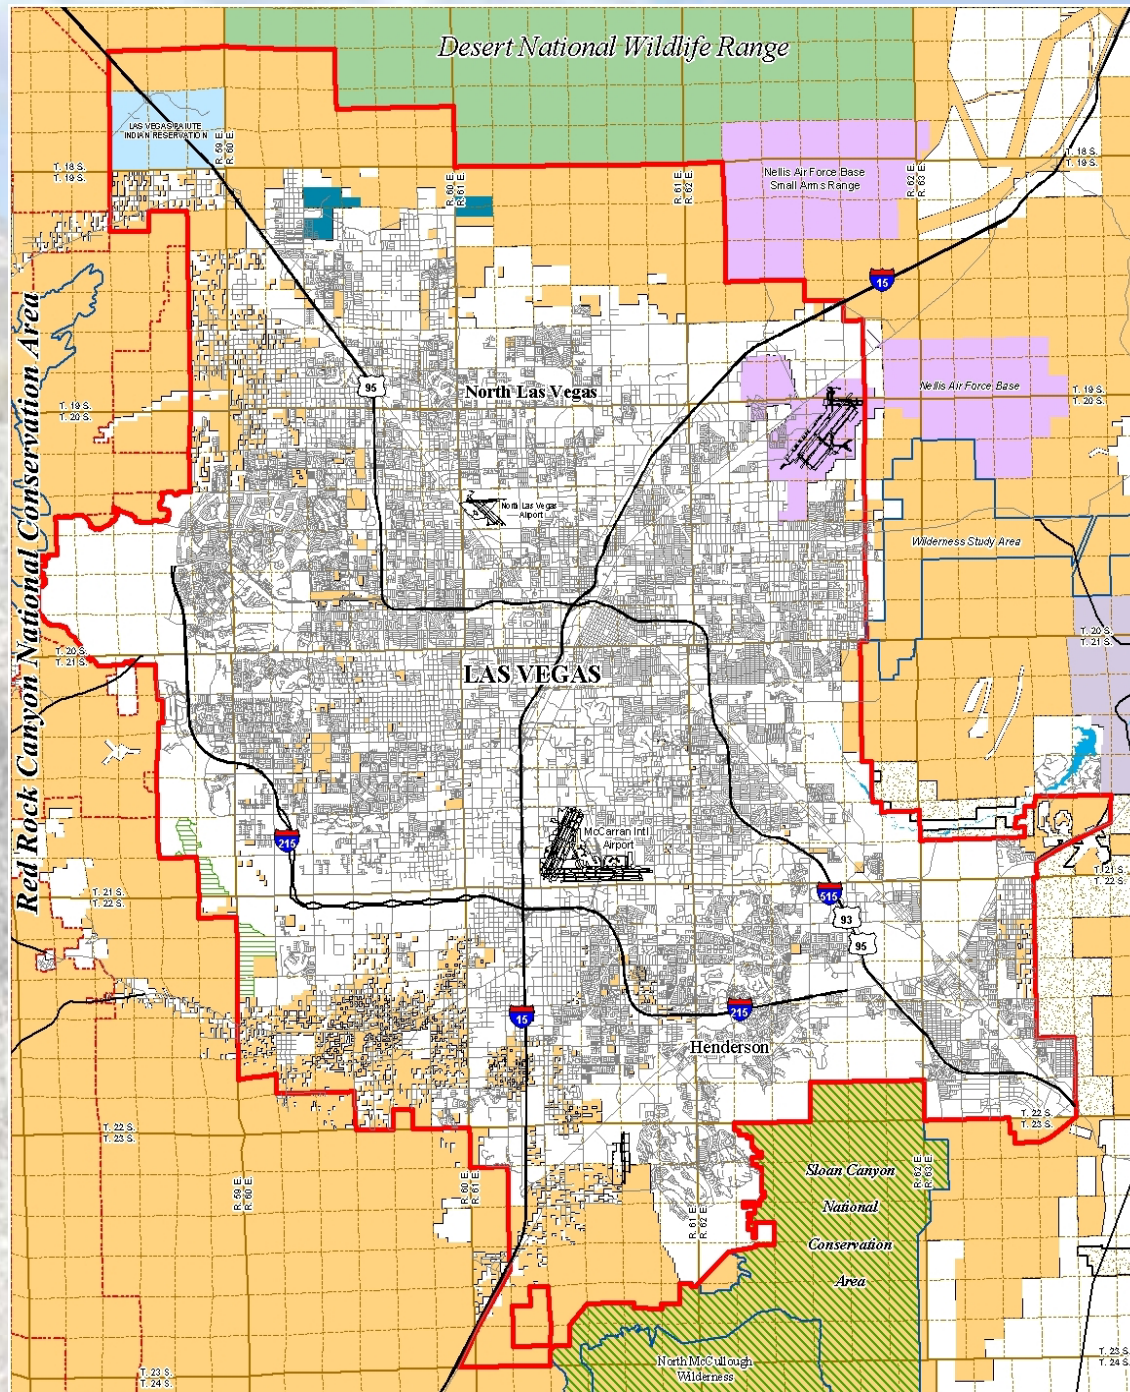 Desert National Wildlife Range
LAS VEGAS PAIUTE
INDIAN RESERVATION
R. 59 E.
R. 60 E.
T. 18 S.
T. 19 S.
R. 60 E.
R. 61 E.
R. 61 E.
R. 62 E.
Nellis Air Force Base
Small Arms Range
R. 62 E.
R. 63 E.
T. 18 S.
T. 19 S.
15
95
North Las Vegas
Nellis Air Force Base
T. 19 S.
T. 20 S.
T. 19 S.
T. 20 S.
Red Rock Canyon National Conservation Area
North Las Vegas
Airport
Wilderness Study Area
T. 20 S.
T. 21 S.
T. 20 S.
T. 21 S.
LAS VEGAS
215
McCarran Intl
Airport
T. 21 S.
T. 22 S.
515
93
95
T. 21 S.
T. 22 S.
15
215
Henderson
T. 22 S.
T. 23 S.
T. 22 S.
T. 23 S.
R. 59 E.
R. 60 E.
R. 60 E.
R. 61 E.
R. 61 E.
R. 62 E.
R. 62 E.
R. 63 E.
Sloan Canyon
National
Conservation
Area
North McCullough
Wilderness
T. 23 S.
T. 24 S.
T. 23 S.
T. 24 S.